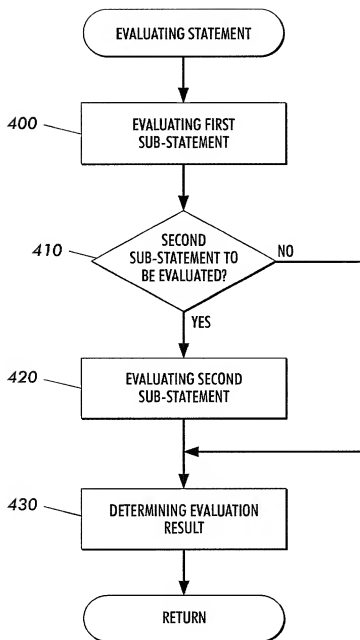 EVALUATING STATEMENT
400
EVALUATING FIRST
SUB-STATEMENT
410
SECOND
SUB-STATEMENT TO
BE EVALUATED?
NO
YES
420
EVALUATING SECOND
SUB-STATEMENT
430
DETERMINING EVALUATION
RESULT
RETURN